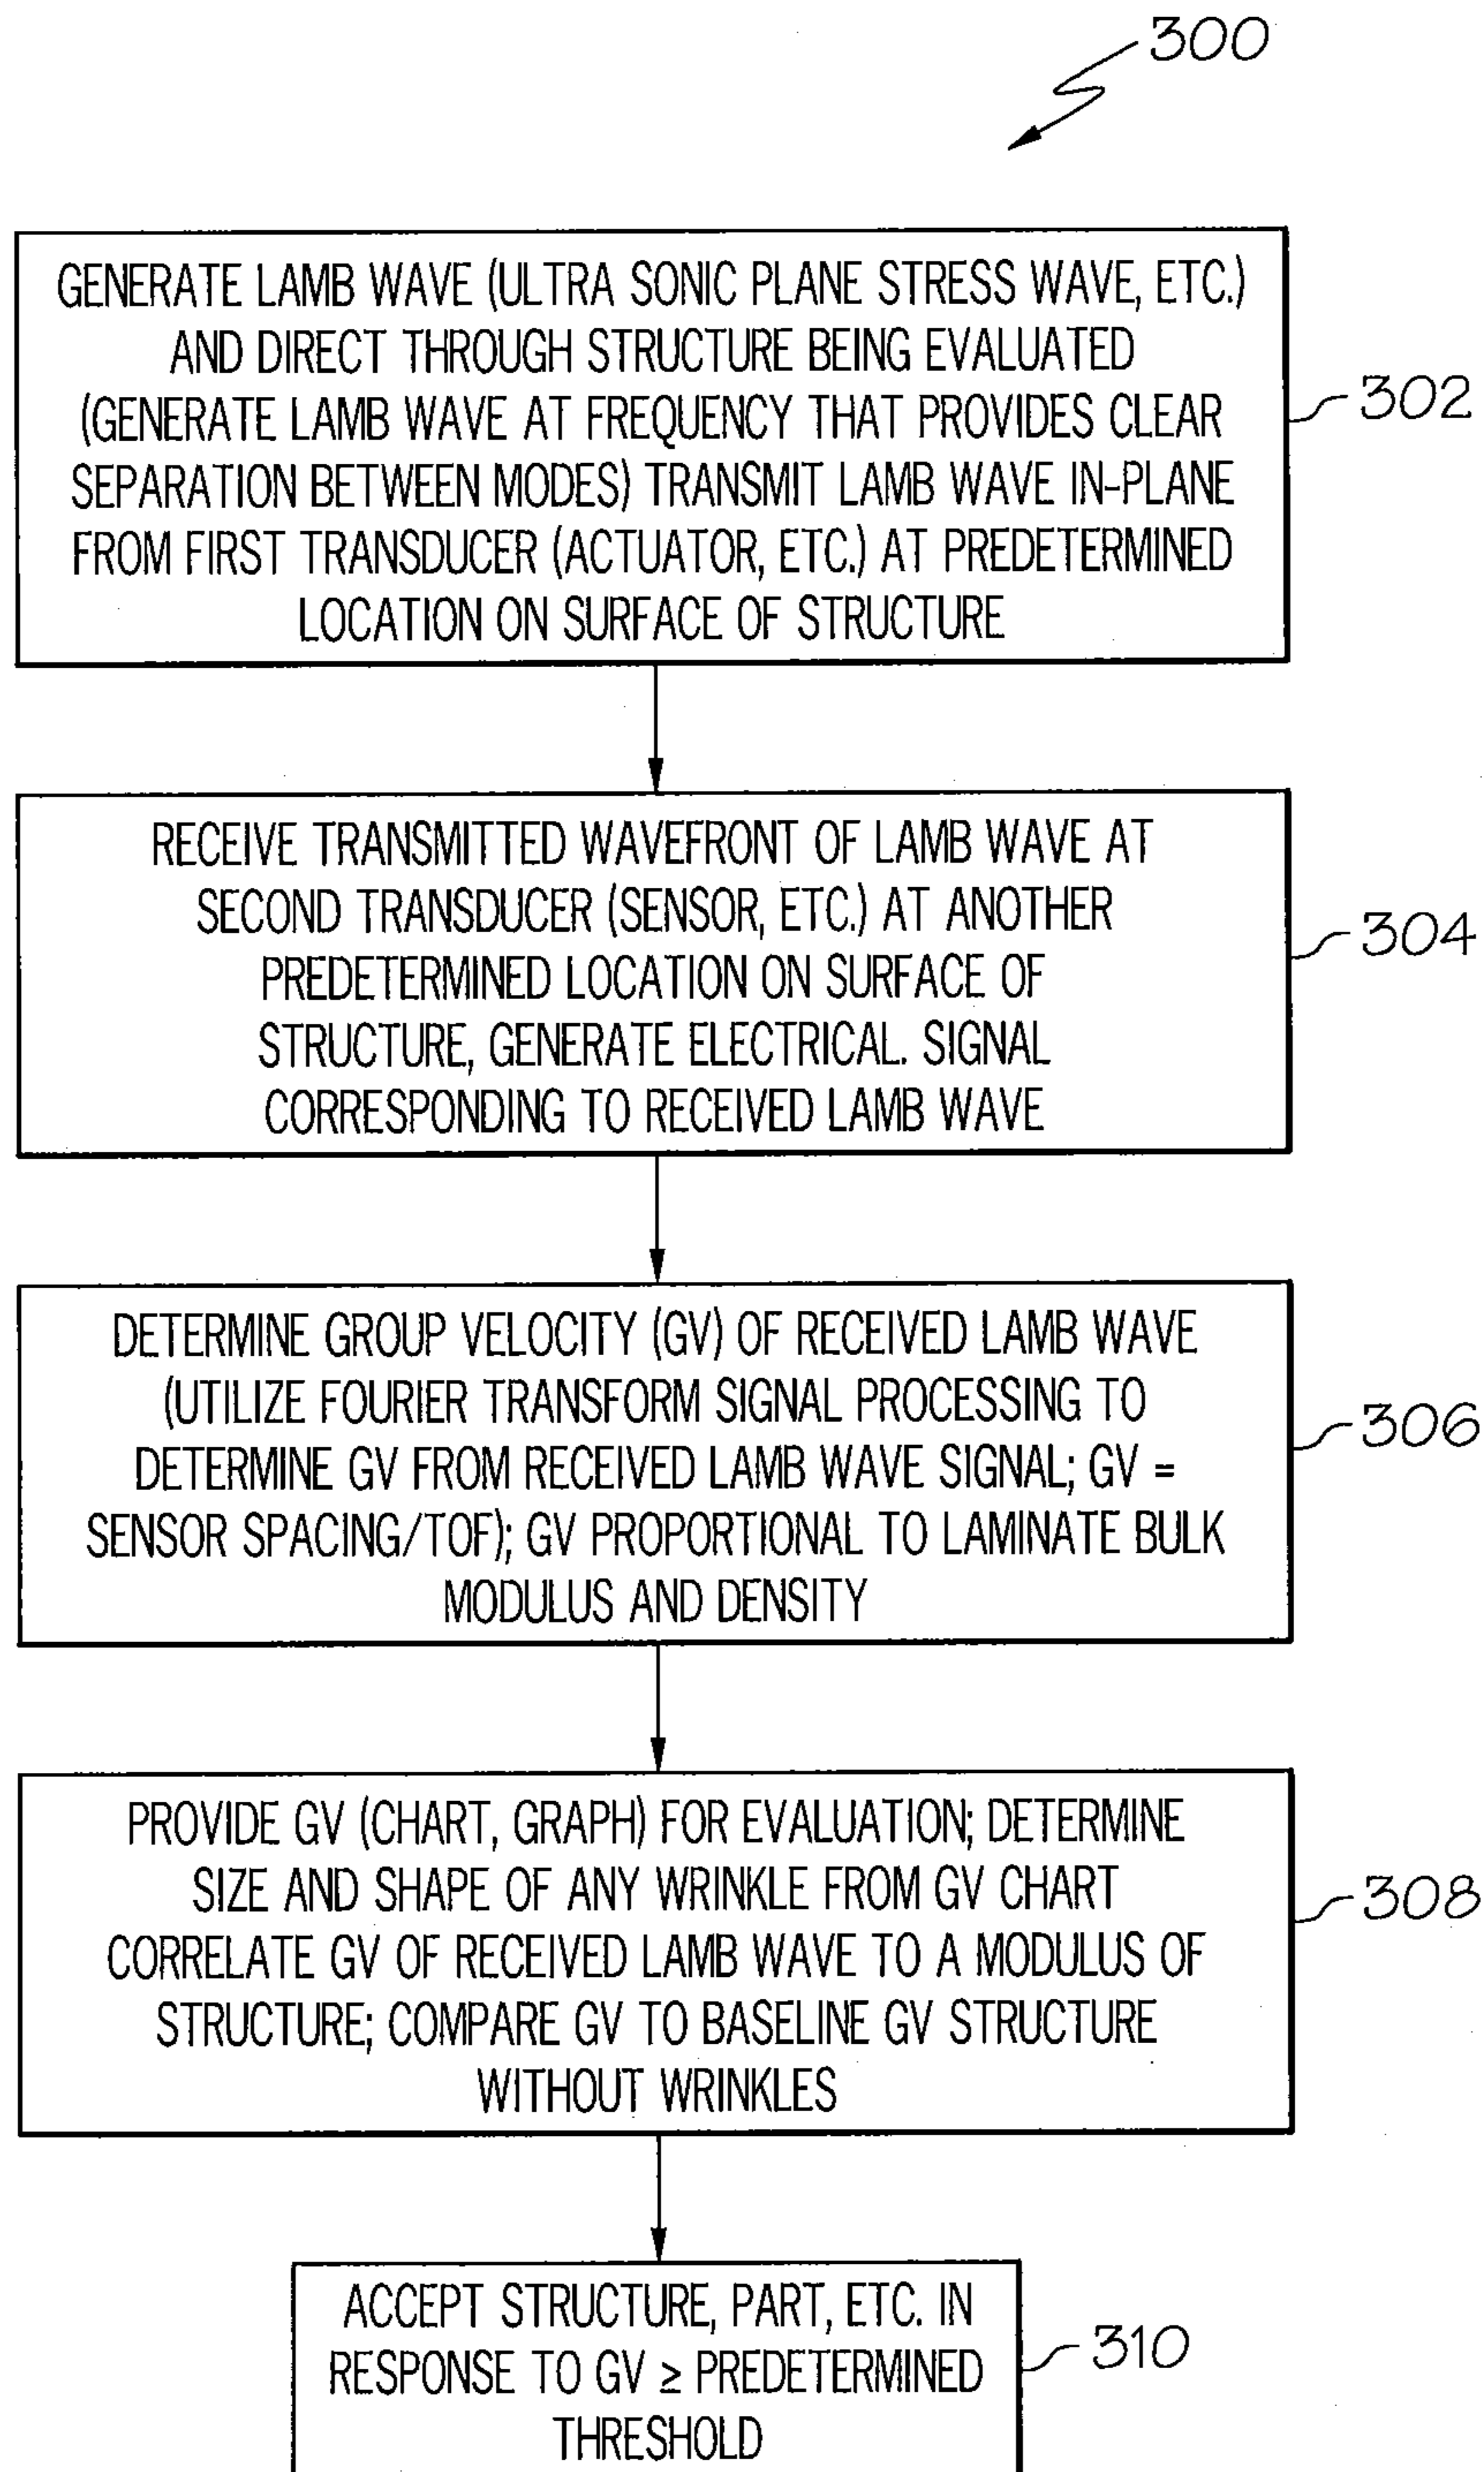 300
GENERATE LAMB WAVE (ULTRA SONIC PLANE STRESS WAVE, ETC.)
AND DIRECT THROUGH STRUCTURE BEING EVALUATED
(GENERATE LAMB WAVE AT FREQUENCY THAT PROVIDES CLEAR
SEPARATION BETWEEN MODES) TRANSMIT LAMB WAVE IN-PLANE
FROM FIRST TRANSDUCER (ACTUATOR, ETC.) AT PREDETERMINED
LOCATION ON SURFACE OF STRUCTURE
302
RECEIVE TRANSMITTED WAVEFRONT OF LAMB WAVE AT
SECOND TRANSDUCER (SENSOR, ETC.) AT ANOTHER
PREDETERMINED LOCATION ON SURFACE OF
STRUCTURE, GENERATE ELECTRICAL. SIGNAL
CORRESPONDING TO RECEIVED LAMB WAVE
304
DETERMINE GROUP VELOCITY (GV) OF RECEIVED LAMB WAVE
(UTILIZE FOURIER TRANSFORM SIGNAL PROCESSING TO
DETERMINE GV FROM RECEIVED LAMB WAVE SIGNAL; GV =
SENSOR SPACING/TOF); GV PROPORTIONAL TO LAMINATE BULK
MODULUS AND DENSITY
306
PROVIDE GV (CHART, GRAPH) FOR EVALUATION; DETERMINE
SIZE AND SHAPE OF ANY WRINKLE FROM GV CHART
CORRELATE GV OF RECEIVED LAMB WAVE TO A MODULUS OF
STRUCTURE; COMPARE GV TO BASELINE GV STRUCTURE
WITHOUT WRINKLES
308
ACCEPT STRUCTURE, PART, ETC. IN
RESPONSE TO GV ≥ PREDETERMINED
THRESHOLD
310